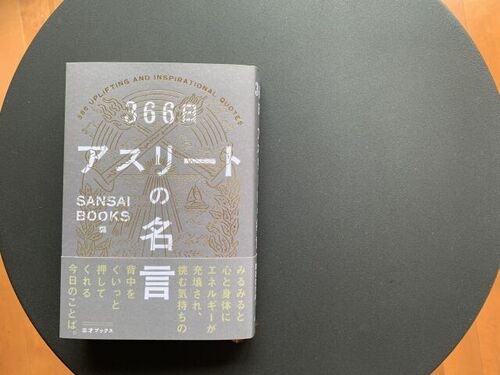 366 UPLIFTING AND INSPIRATIONAL QUOTES
366日
アスリート
の名言
SANSAI
BOOKS
編
みるみると
心と身体に
エネルギーが
充填され、
挑む気持ちの
背中を
ぐいっと
押して
くれる
今日のことば。
三才ブックス